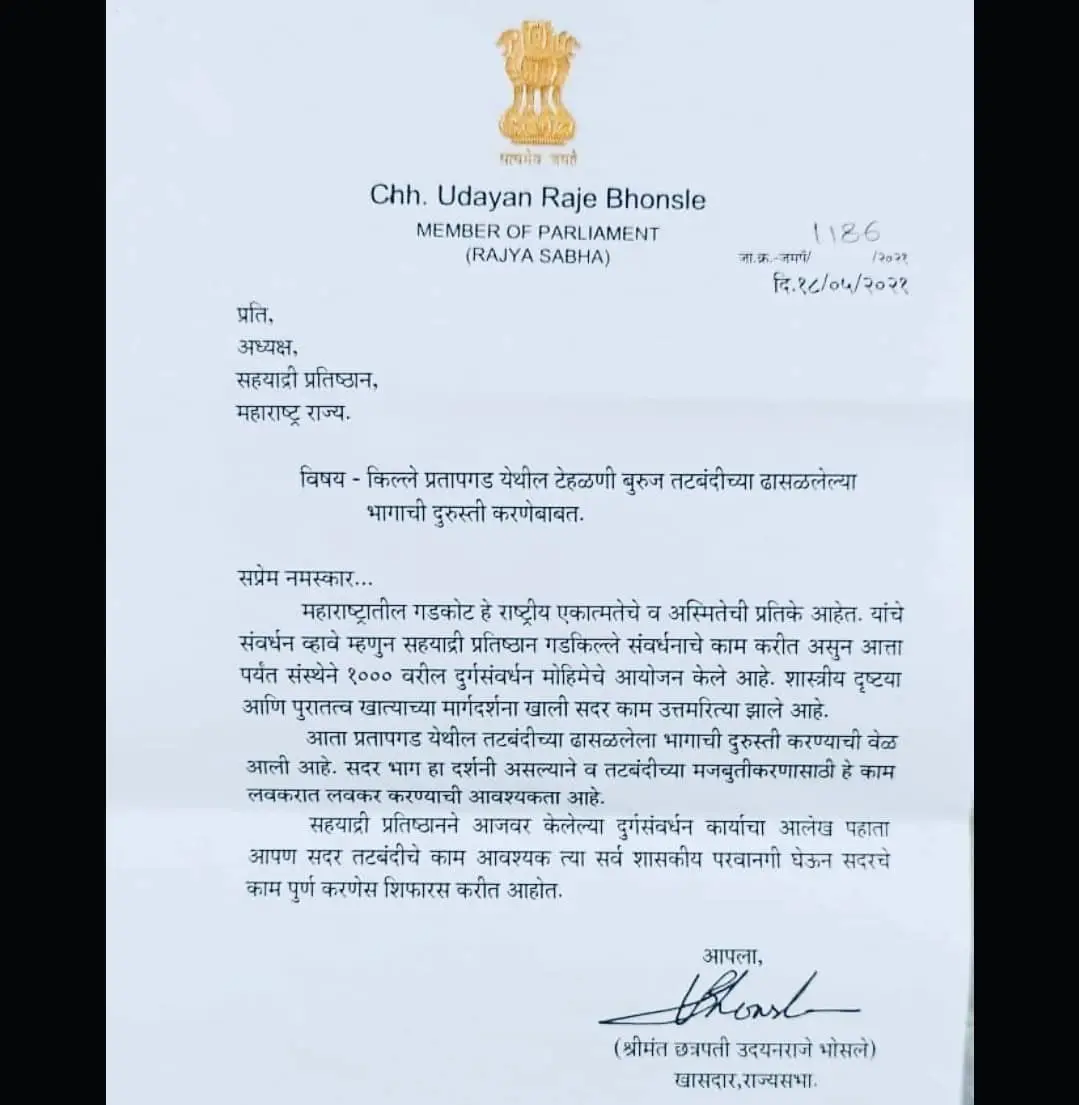 सत्यमेव जयते
Chh. Udayan Raje Bhonsle
MEMBER OF PARLIAMENT
(RAJYA SABHA)
1186
जा.क्र.-जमपं/ /२०२१
दि.१८/०५/२०२१
प्रति,
अध्यक्ष,
सहयाद्री प्रतिष्ठान,
महाराष्ट्र राज्य.
विषय - किल्ले प्रतापगड येथील टेहळणी बुरुज तटबंदीच्या ढासळलेल्या
भागाची दुरुस्ती करणेबाबत.
सप्रेम नमस्कार...
महाराष्ट्रातील गडकोट हे राष्ट्रीय एकात्मतेचे व अस्मितेची प्रतिके आहेत. यांचे
संवर्धन व्हावे म्हणुन सहयाद्री प्रतिष्ठान गडकिल्ले संवर्धनाचे काम करीत असुन आत्ता
पर्यंत संस्थेने १००० वरील दुर्गसंवर्धन मोहिमेचे आयोजन केले आहे. शास्त्रीय दृष्टया
आणि पुरातत्व खात्याच्या मार्गदर्शना खाली सदर काम उत्तमरित्या झाले आहे.
आता प्रतापगड येथील तटबंदीच्या ढासळलेला भागाची दुरुस्ती करण्याची वेळ
आली आहे. सदर भाग हा दर्शनी असल्याने व तटबंदीच्या मजबुतीकरणासाठी हे काम
लवकरात लवकर करण्याची आवश्यकता आहे.
सहयाद्री प्रतिष्ठानने आजवर केलेल्या दुर्गसंवर्धन कार्याचा आलेख पहाता
आपण सदर तटबंदीचे काम आवश्यक त्या सर्व शासकीय परवानगी घेऊन सदरचे
काम पुर्ण करणेस शिफारस करीत आहोत.
आपला,
Bhonsle
(श्रीमंत छत्रपती उदयनराजे भोसले)
खासदार,राज्यसभा.